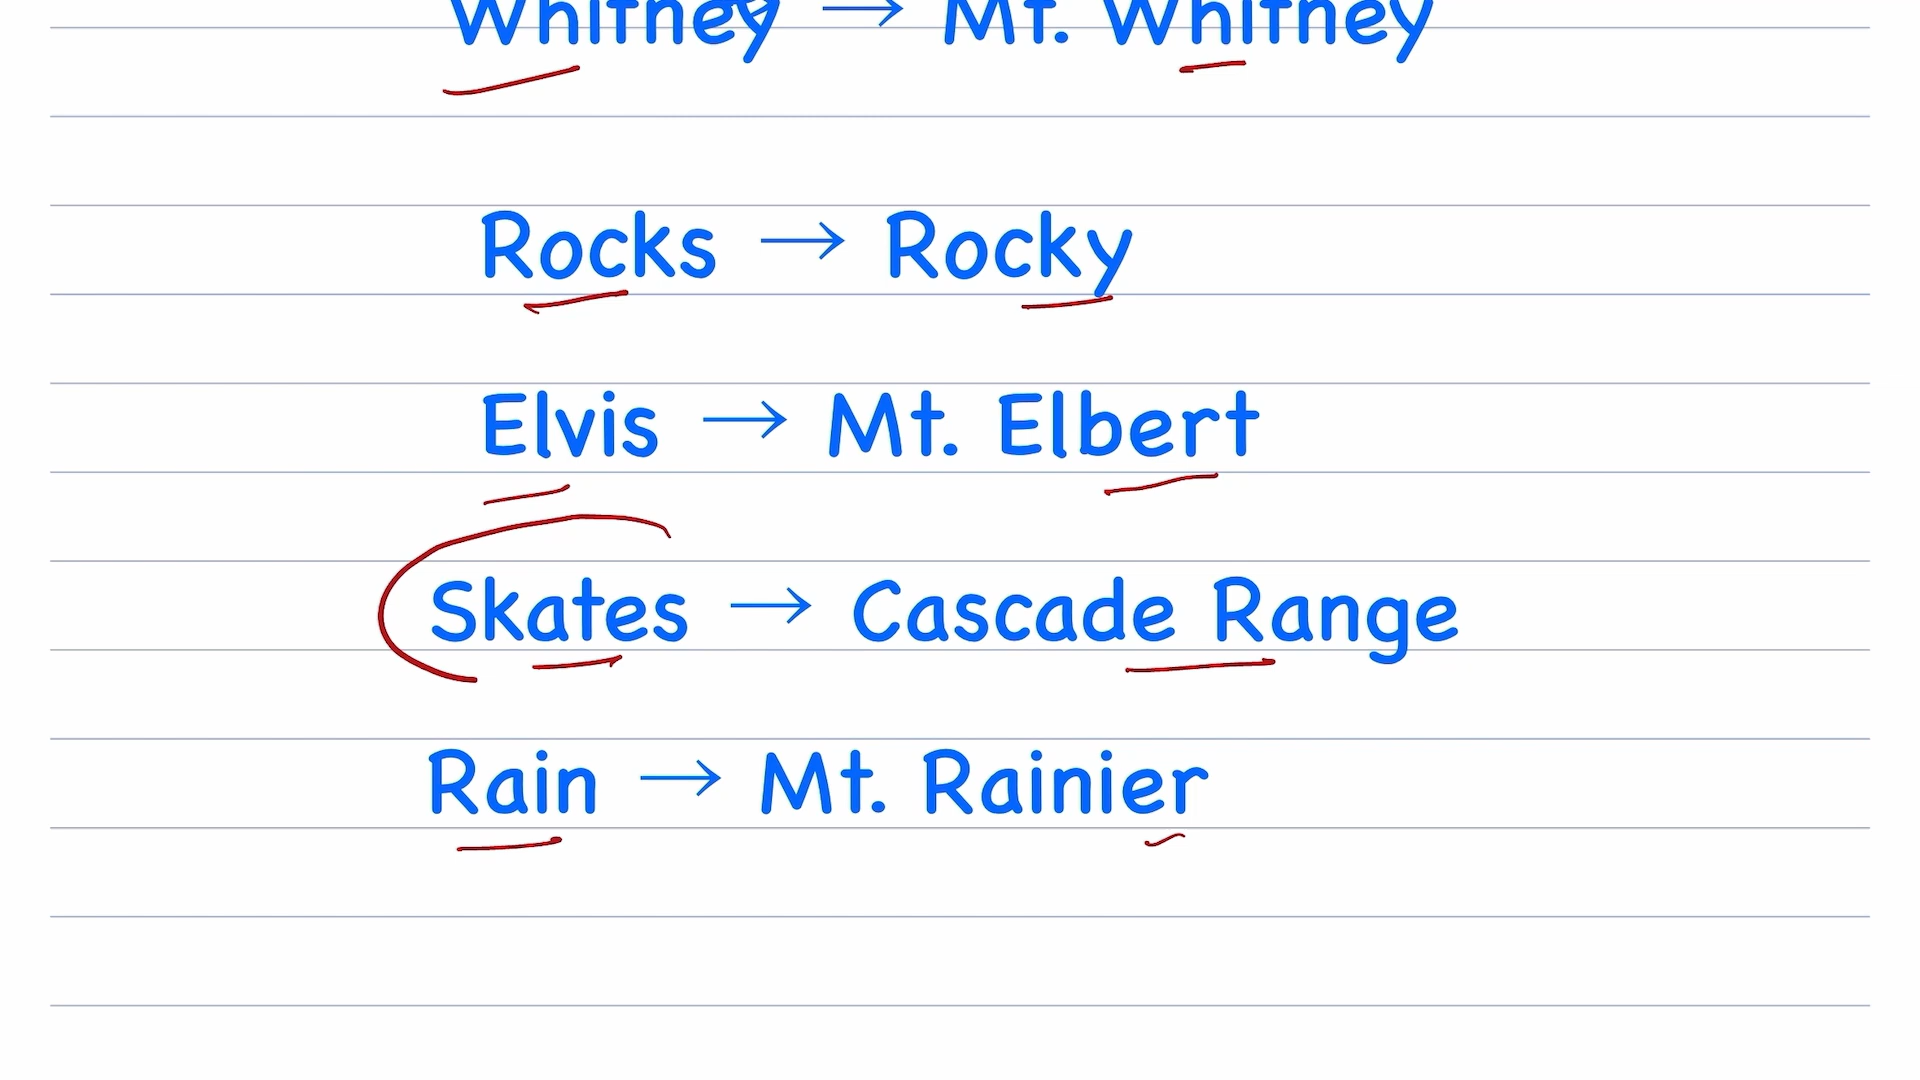 Whitney → Mt. Whitney
Rocks → Rocky
Elvis → Mt. Elbert
Skates → Cascade Range
Rain → Mt. Rainier